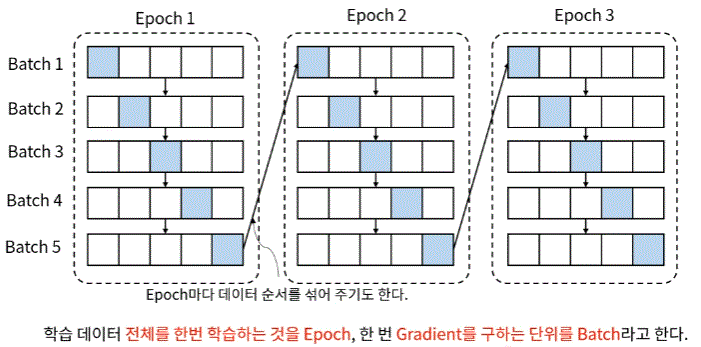 Epoch 1
Epoch 2
Epoch 3
Batch 1
Batch 2
Batch 3
Batch 4
Batch 5
Epoch마다 데이터 순서를 섞어 주기도 한다.
학습 데이터 전체를 한번 학습하는 것을 Epoch, 한 번 Gradient를 구하는 단위를 Batch라고 한다.